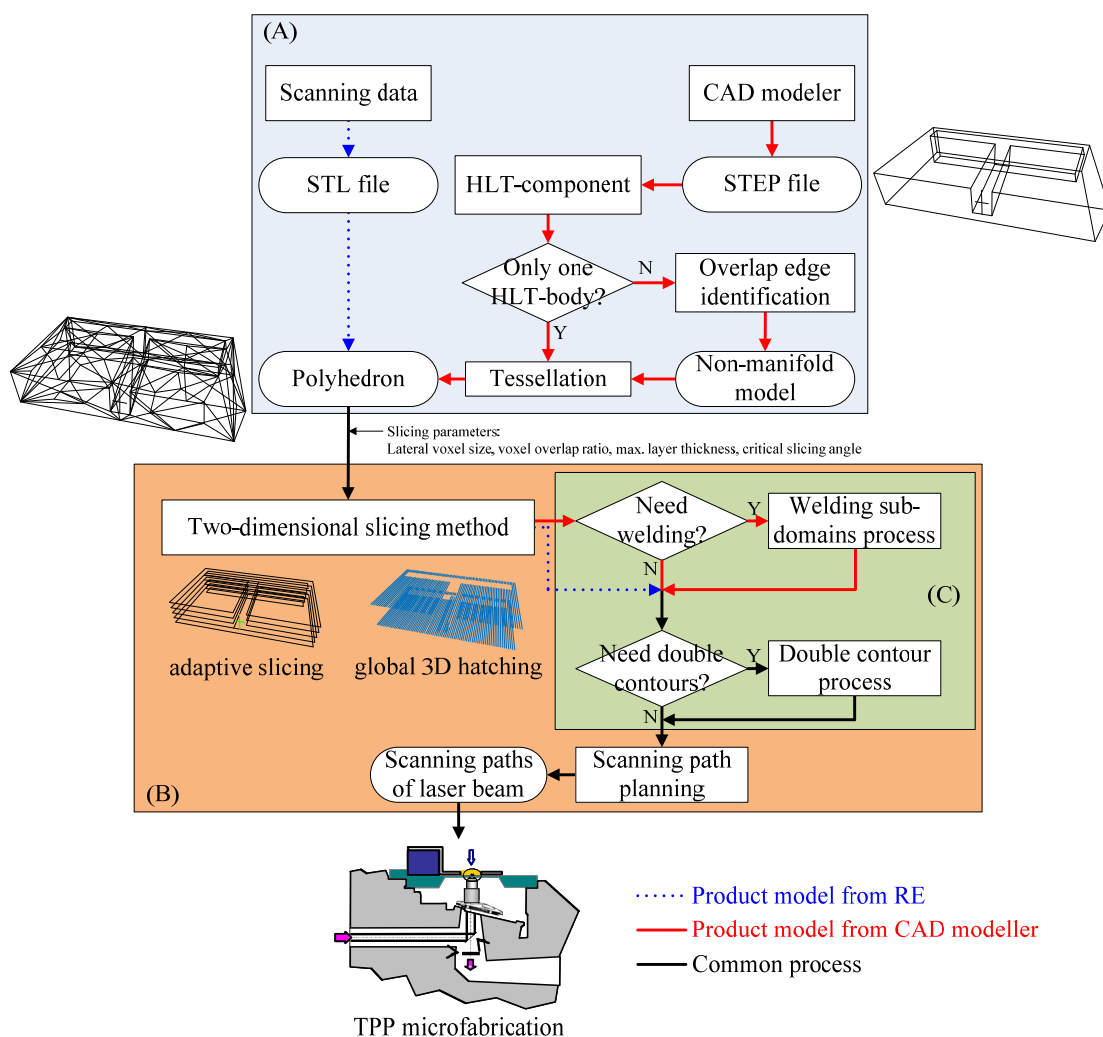 (A)
Scanning data
CAD modeler
STL file
HLT-component
STEP file
Only one
HLT-body?
N
Overlap edge
identification
Y
Polyhedron
Tessellation
Non-manifold
model
Slicing parameters:
Lateral voxel size, voxel overlap ratio, max. layer thickness, critical slicing angle
Two-dimensional slicing method
Need
welding?
Y
Welding sub-
domains process
N
(C)
adaptive slicing
global 3D hatching
Need double
contours?
Y
Double contour
process
N
Scanning paths
of laser beam
Scanning path
planning
(B)
Product model from RE
Product model from CAD modeller
Common process
TPP microfabrication